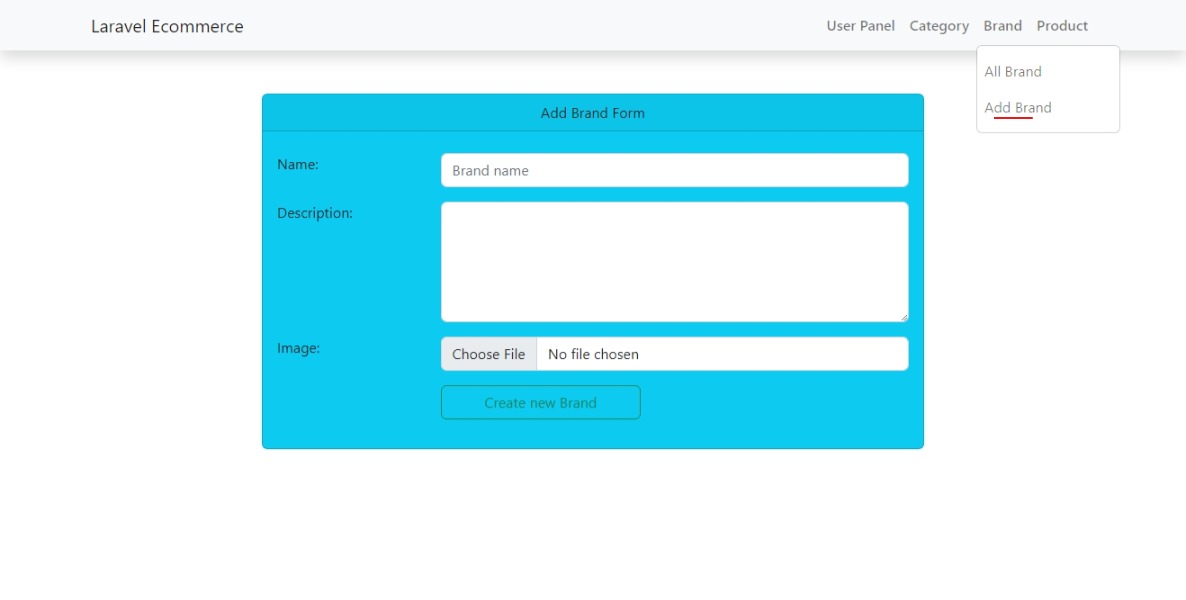 Laravel Ecommerce
User Panel Category Brand Product
All Brand
Add Brand
Add Brand Form
Name:
Brand name
Description:
Image:
Choose File No file chosen
Create new Brand